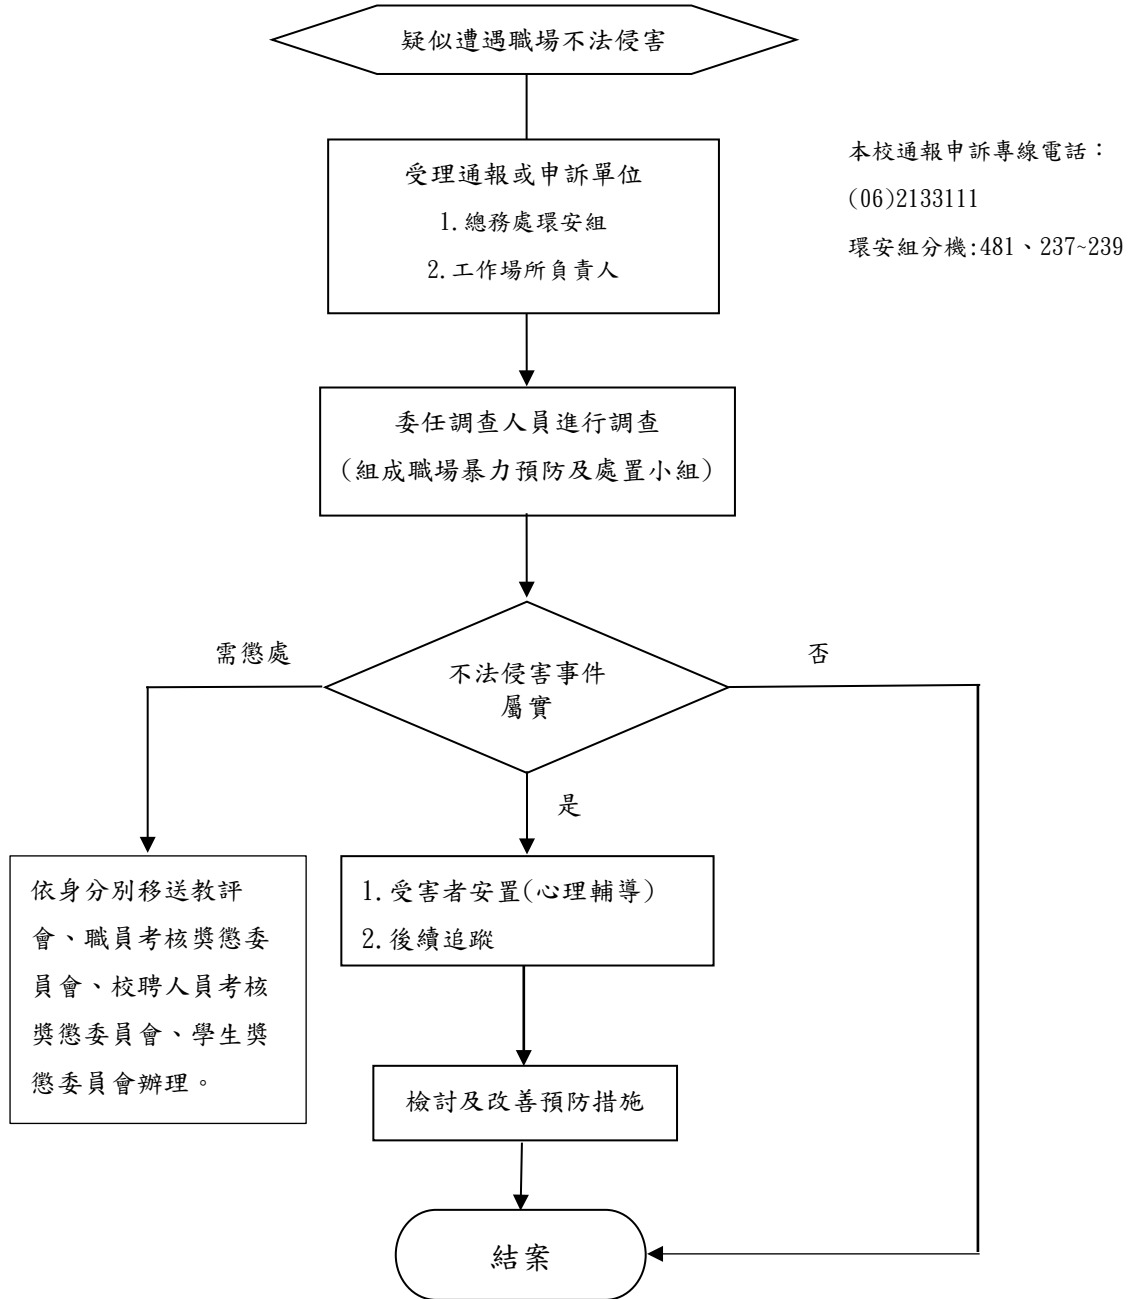 疑似遭遇職場不法侵害
受理通報或申訴單位
1.總務處環安組
2.工作場所負責人
本校通報申訴專線電話：
(06)2133111
環安組分機:481、237~239
委任調查人員進行調查
(組成職場暴力預防及處置小組)
需懲處
否
不法侵害事件
屬實
是
依身分別移送教評
會、職員考核獎懲委
員會、校聘人員考核
獎懲委員會、學生獎
懲委員會辦理。
1.受害者安置(心理輔導)
2.後續追蹤
檢討及改善預防措施
結案